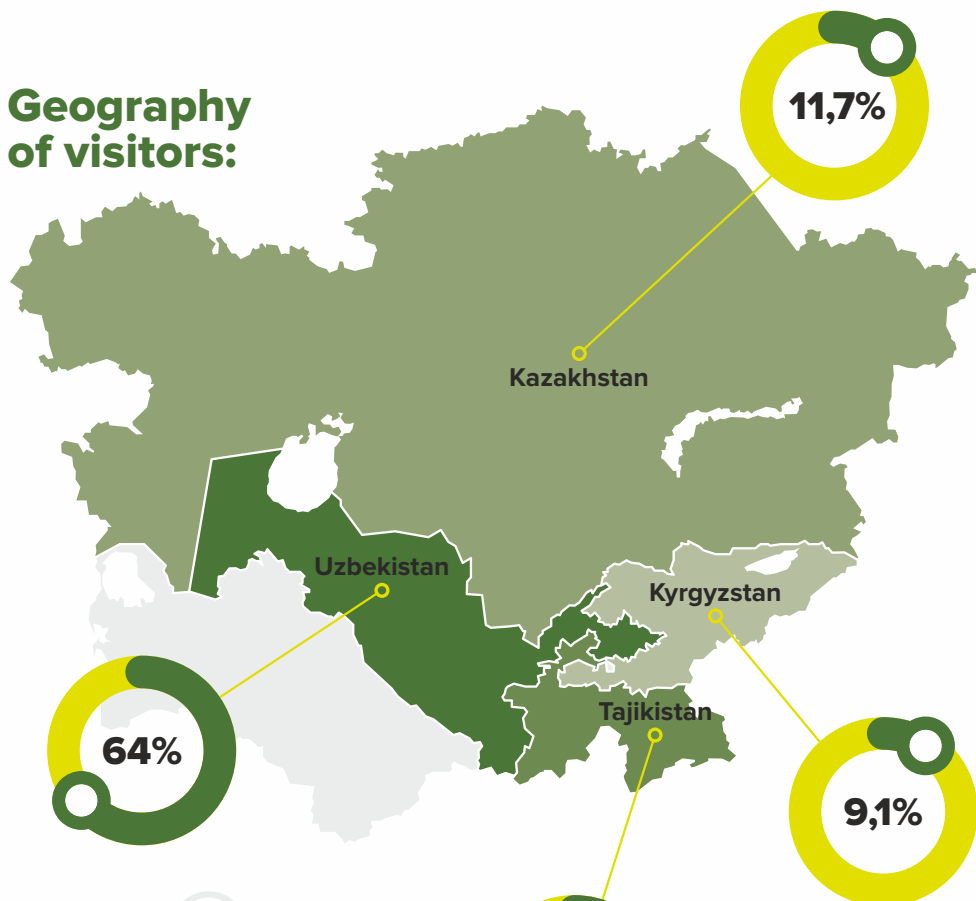 Geography
of visitors:
11,7%
Kazakhstan
Uzbekistan
Kyrgyzstan
Tajikistan
64%
9,1%